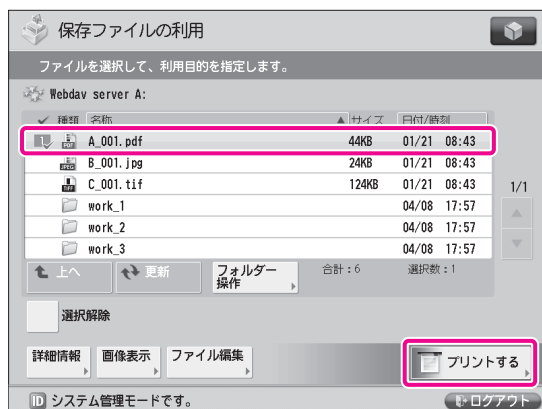 保存ファイルの利用
ファイルを選択して、利用目的を指定します。
Webdav server A:
✓ 種類 名称 ▲ サイズ 日付/時刻
1 PDF A_001.pdf 44KB 01/21 08:43
JPEG B_001.jpg 24KB 01/21 08:43
TIFF C_001.tif 124KB 01/21 08:43
work_1 04/08 17:57
work_2 04/08 17:57
work_3 04/08 17:57
1/1
上へ 更新 フォルダー操作 合計:6 選択数:1
選択解除
詳細情報 画像表示 ファイル編集 プリントする
ID システム管理モードです。 ログアウト